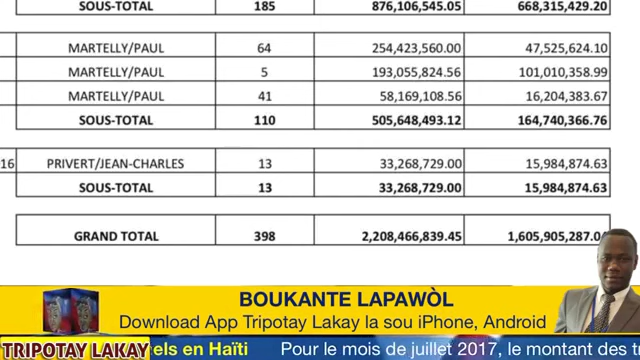 SOUS-TOTAL 185 876,106,545.05 668,315,429.20
MARTELLY/PAUL 64 254,423,560.00 47,525,624.10
MARTELLY/PAUL 5 193,055,824.56 101,010,358.99
MARTELLY/PAUL 41 58,169,108.56 16,204,383.67
SOUS-TOTAL 110 505,648,493.12 164,740,366.76
16 PRIVERT/JEAN-CHARLES 13 33,268,729.00 15,984,874.63
SOUS-TOTAL 13 33,268,729.00 15,984,874.63
GRAND TOTAL 398 2,208,466,839.45 1,605,905,287.0
BOUKANTE LAPAWÒL
Download App Tripotay Lakay la sou iPhone, Android
TRIPOTAY LAKAY nels en Haïti Pour le mois de juillet 2017, le montant des